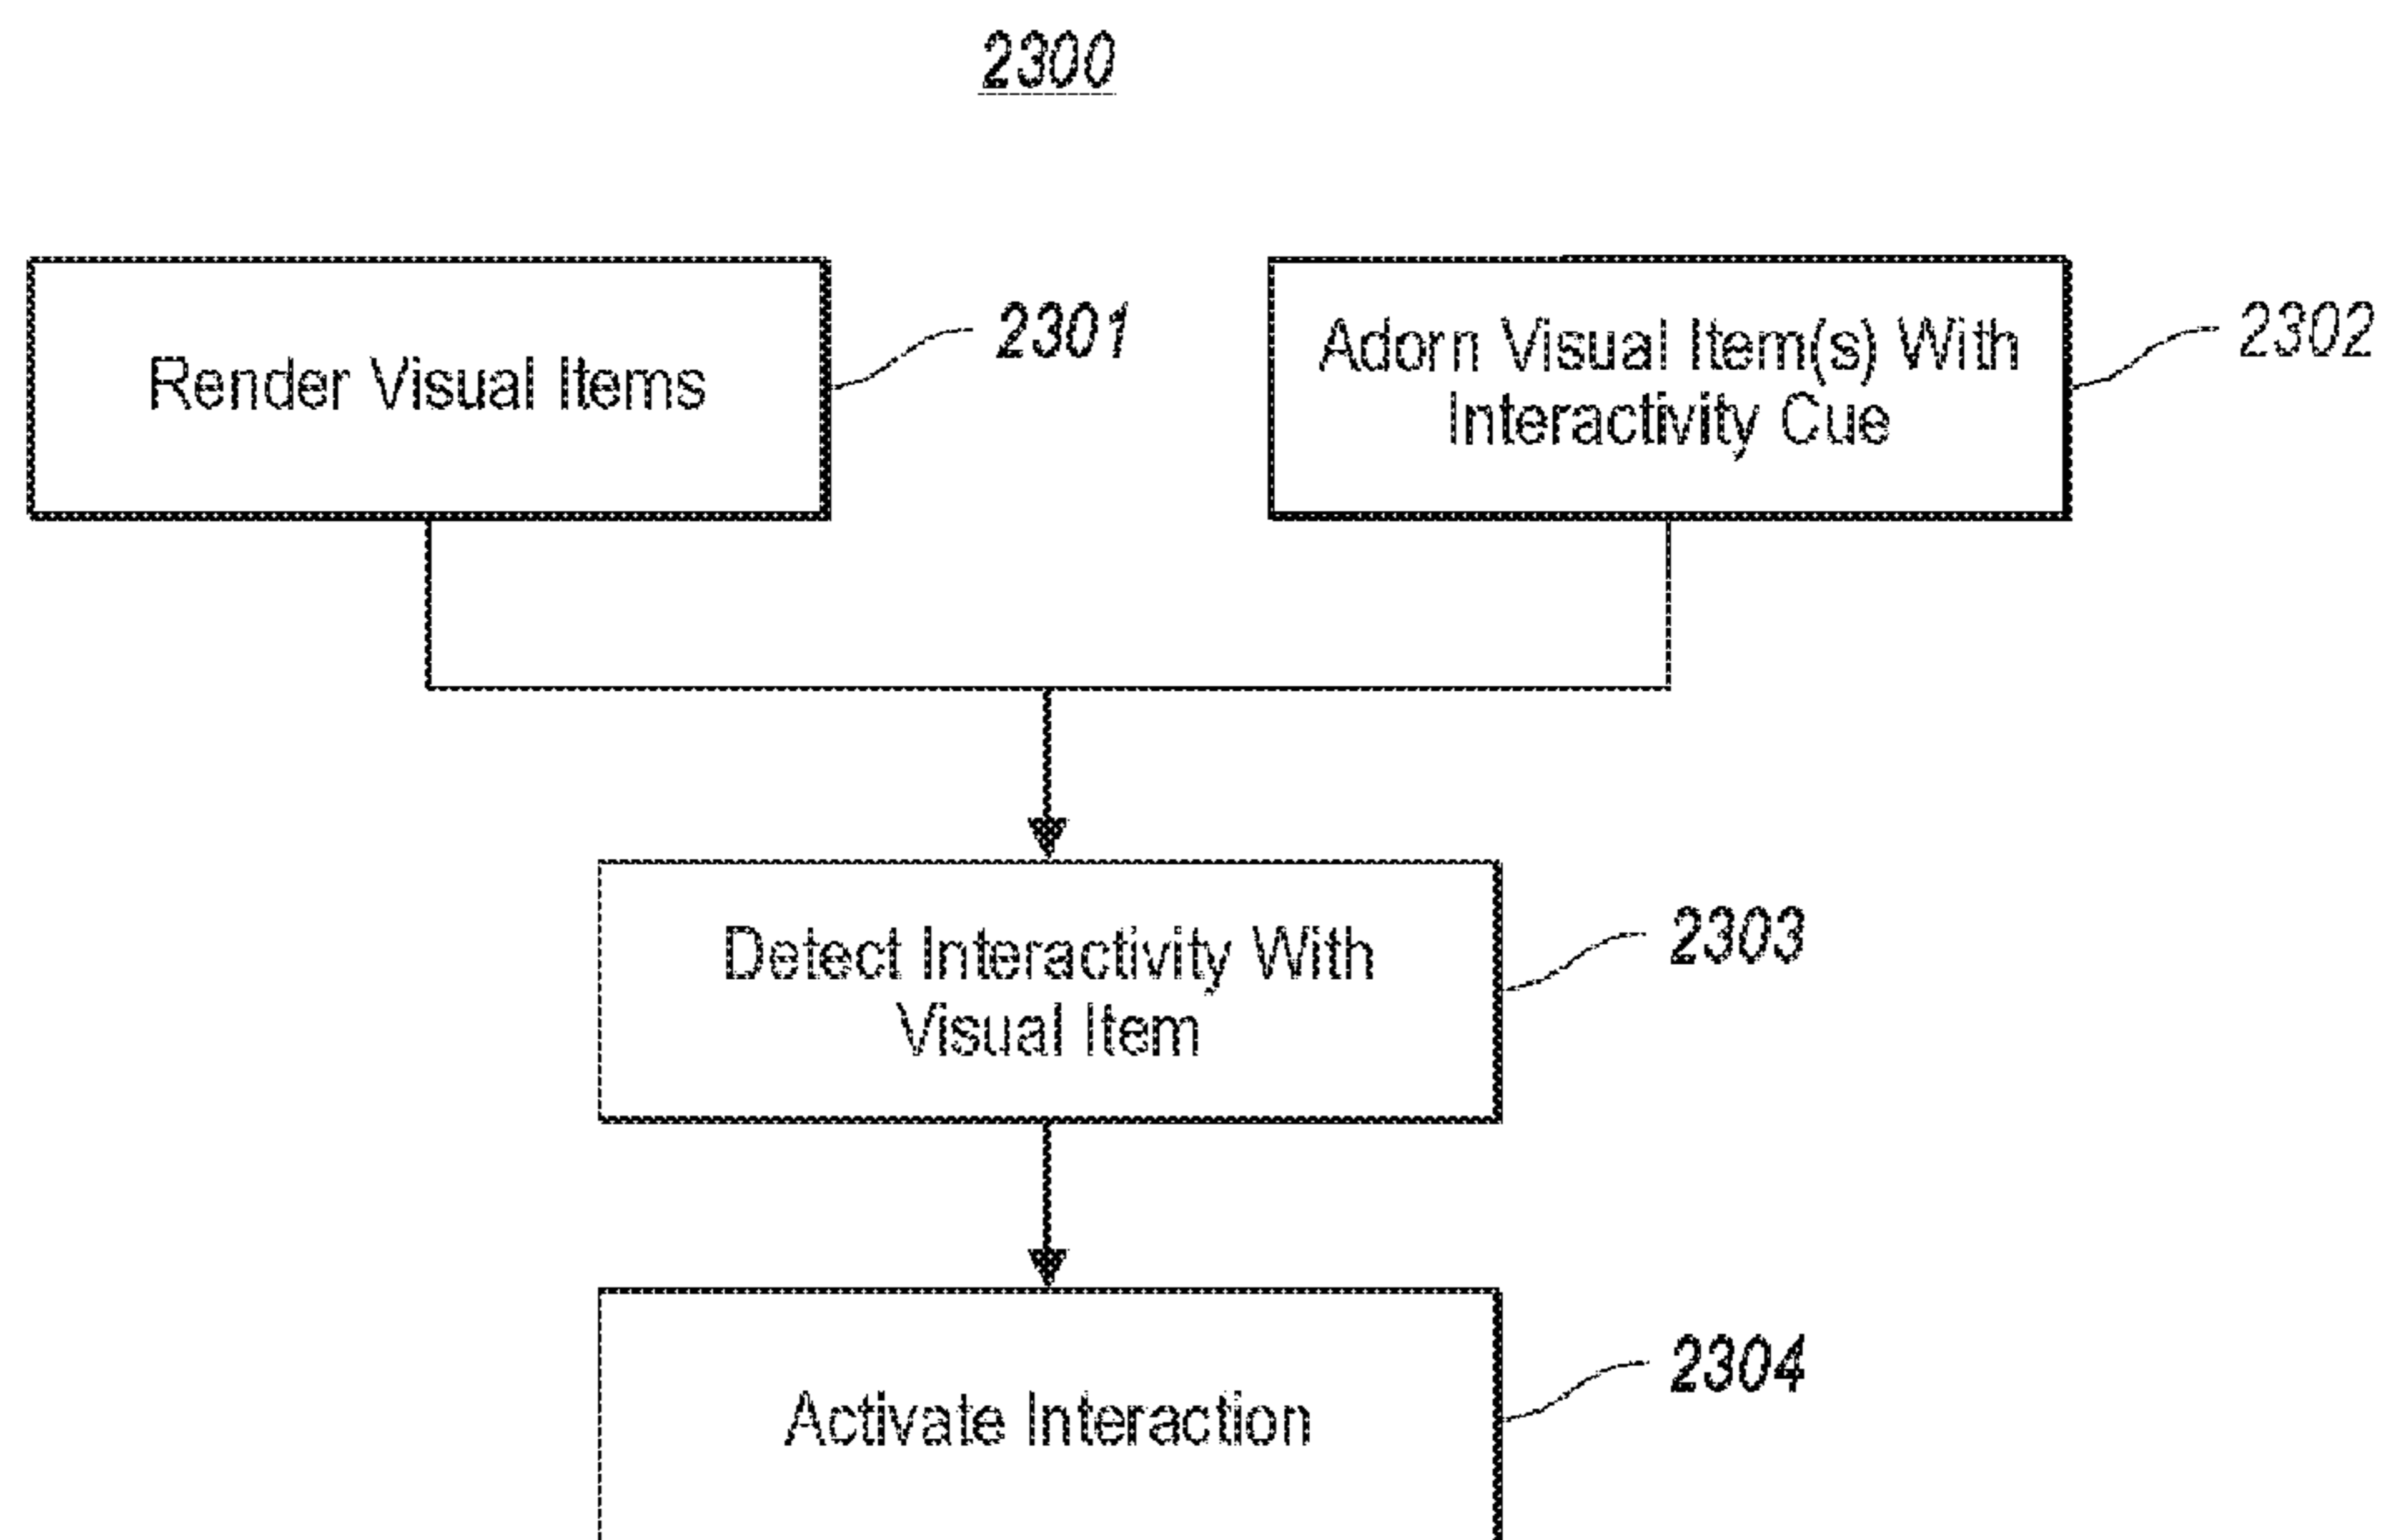 2300
Render Visual Items
2301
Adorn Visual Item(s) With
Interactivity Cue
2302
Detect Interactivity With
Visual Item
2303
Activate Interaction
2304